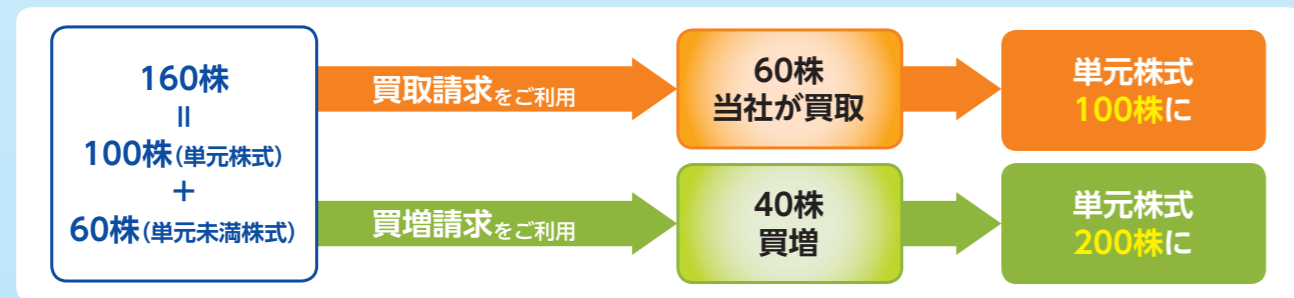 160株
=
100株(単元株式)
+
60株(単元未満株式)
買取請求をご利用
60株
当社が買取
単元株式
100株に
買増請求をご利用
40株
買増
単元株式
200株に